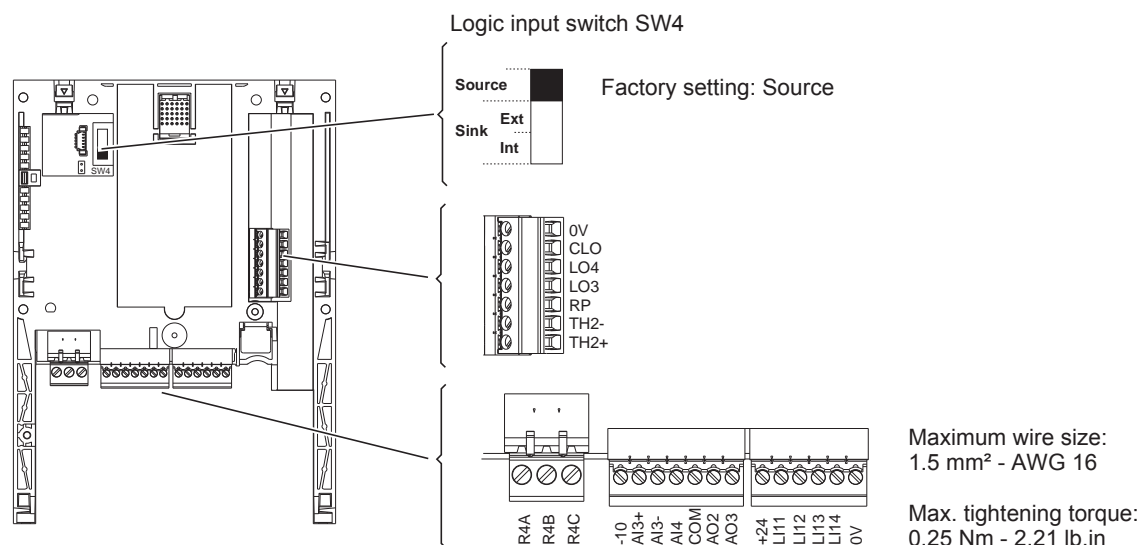 Logic input switch SW4
Source
Factory setting: Source
Ext
Sink
Int
SW4
0V
CLO
LO4
LO3
RP
TH2-
TH2+
Maximum wire size:
1.5 mm² - AWG 16
Max. tightening torque:
0.25 Nm - 2.21 lb.in
R4A
R4B
R4C
-10
AI3+
AI3-
AI4
COM
AO2
AO3
+24
LI11
LI12
LI13
LI14
0V